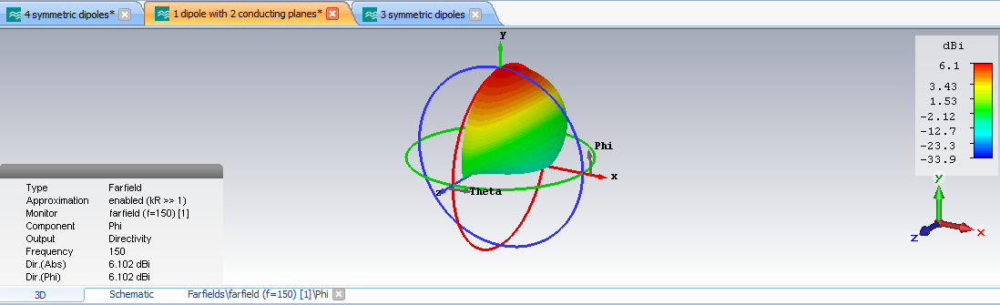 4 symmetric dipoles* 1 dipole with 2 conducting planes* 3 symmetric dipoles
y
dBi
6.1
3.43
1.53
-2.12
-12.7
-23.3
-33.9
Phi
x
z
Theta
Type Farfield
Approximation enabled (kR >> 1)
Monitor farfield (f=150) [1]
Component Phi
Output Directivity
Frequency 150
Dir.(Abs) 6.102 dBi
Dir.(Phi) 6.102 dBi
y
x
z
3D Schematic Farfields\farfield (f=150) [1]\Phi